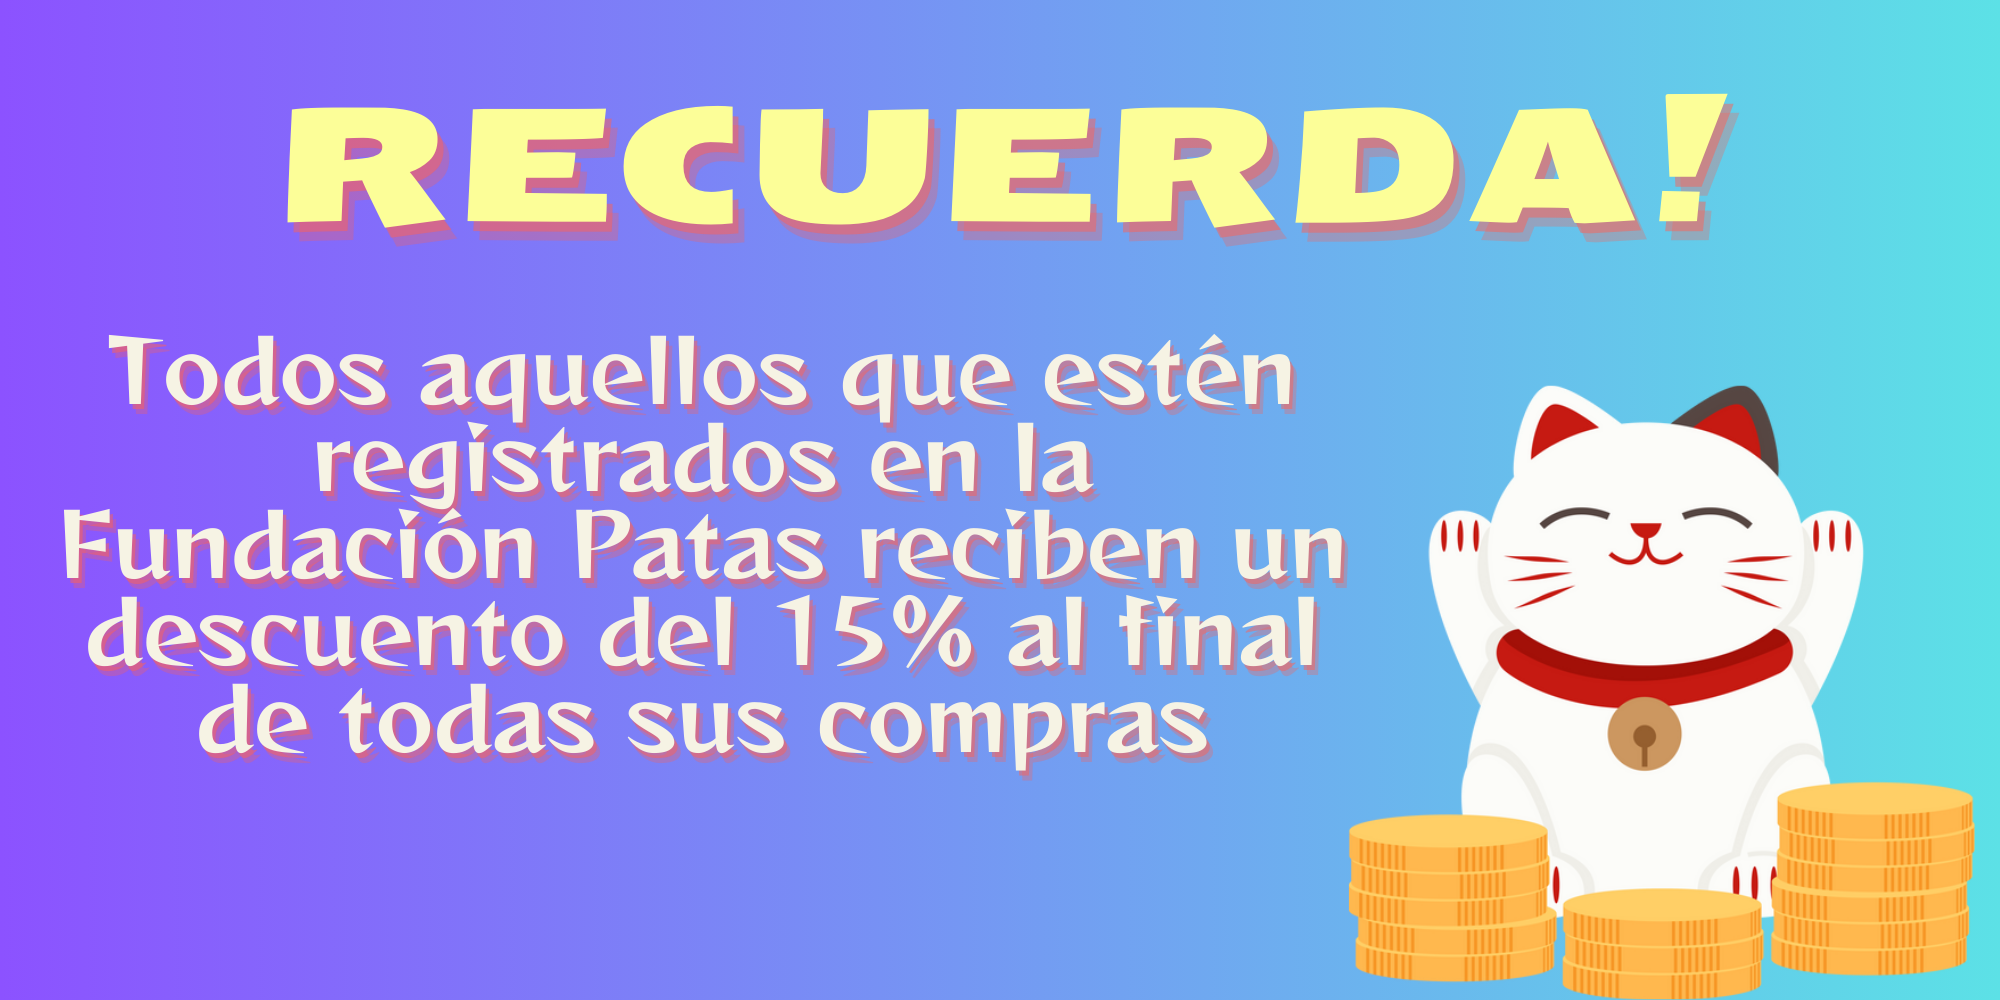 RECUERDA!
Todos aquellos que estén
registrados en la
Fundación Patas reciben un
descuento del 15% al final
de todas sus compras